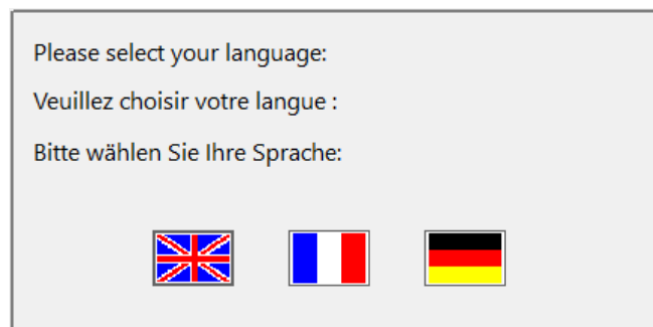 Please select your language:
Veuillez choisir votre langue :
Bitte wählen Sie Ihre Sprache: